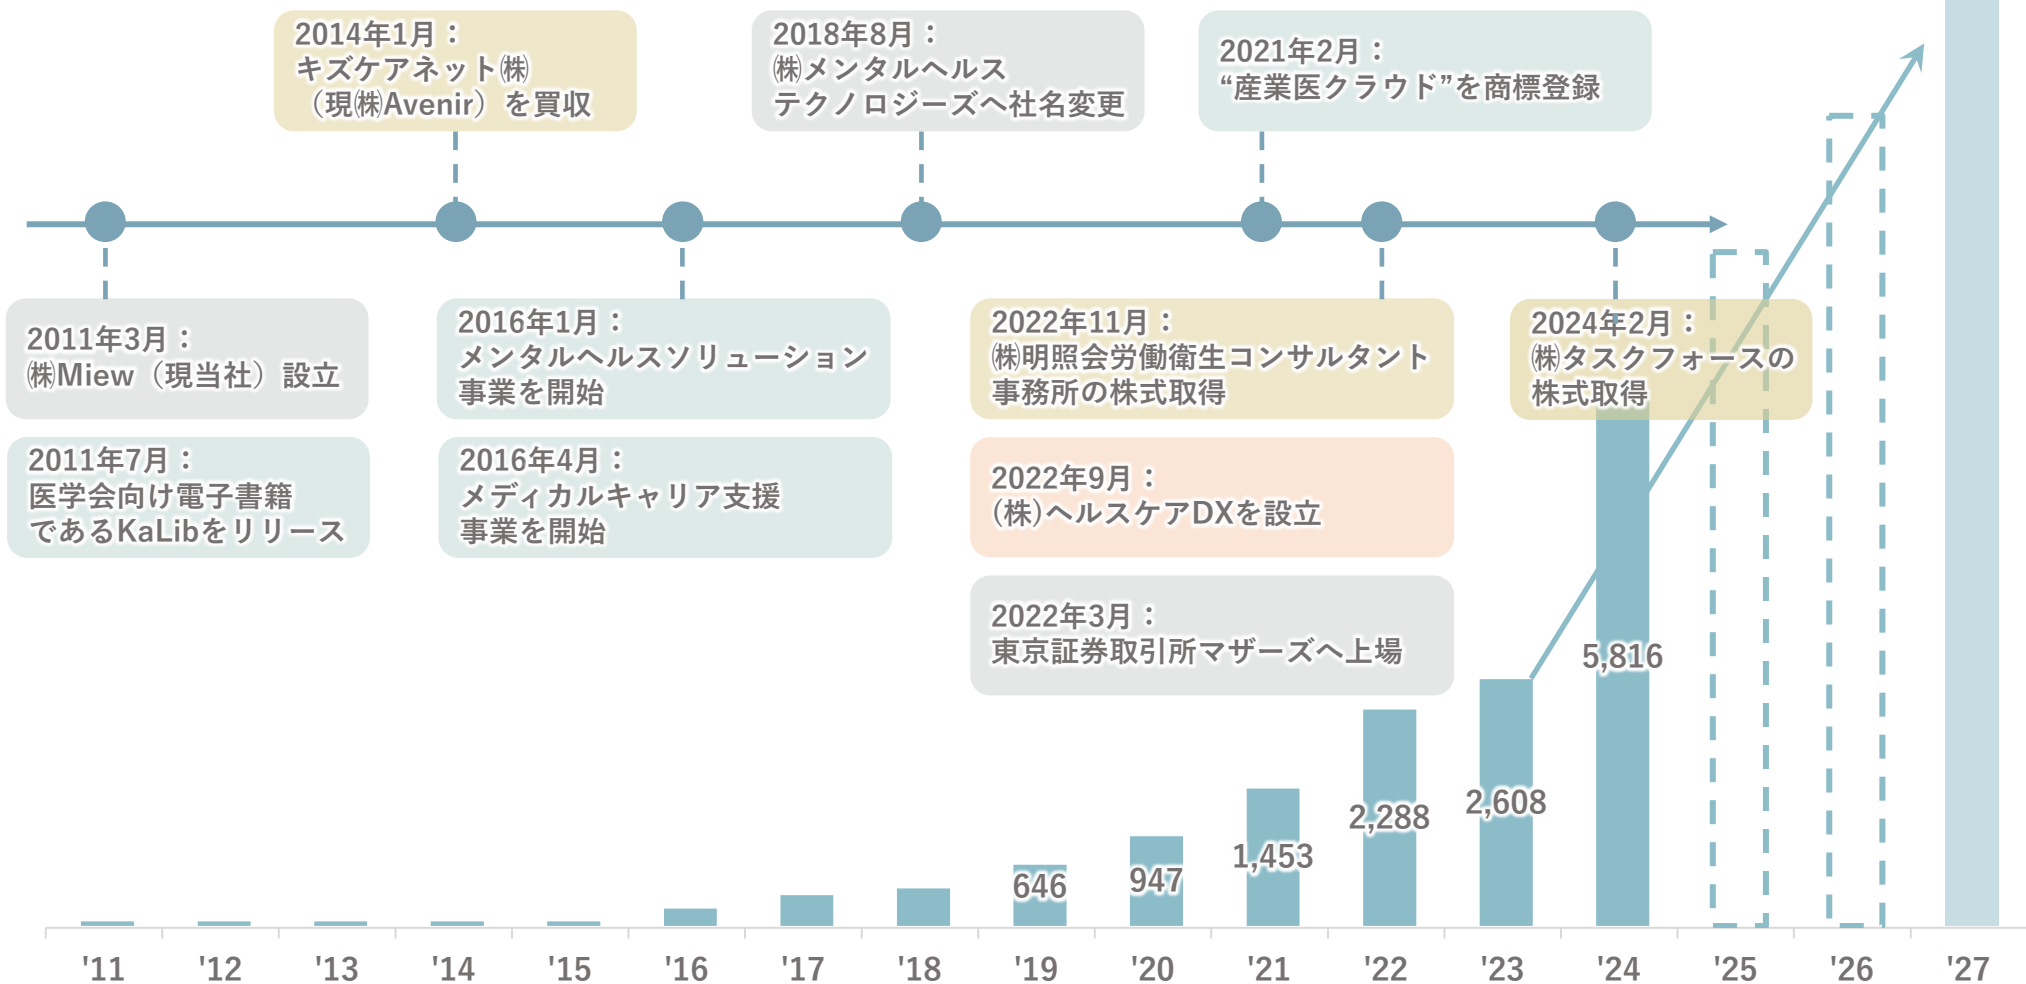 2014年1月：
キズケアネット㈱
（現㈱Avenir）を買収
2018年8月：
㈱メンタルヘルス
テクノロジーズへ社名変更
2021年2月：
“産業医クラウド”を商標登録
2011年3月：
㈱Miew（現当社）設立
2011年7月：
医学会向け電子書籍
であるKaLibをリリース
2016年1月：
メンタルヘルスソリューション
事業を開始
2016年4月：
メディカルキャリア支援
事業を開始
2022年11月：
㈱明照会労働衛生コンサルタント
事務所の株式取得
2022年9月：
(株)ヘルスケアDXを設立
2022年3月：
東京証券取引所マザーズへ上場
2024年2月：
㈱タスクフォースの
株式取得
646
947
1,453
2,288
2,608
5,816
'11
'12
'13
'14
'15
'16
'17
'18
'19
'20
'21
'22
'23
'24
'25
'26
'27